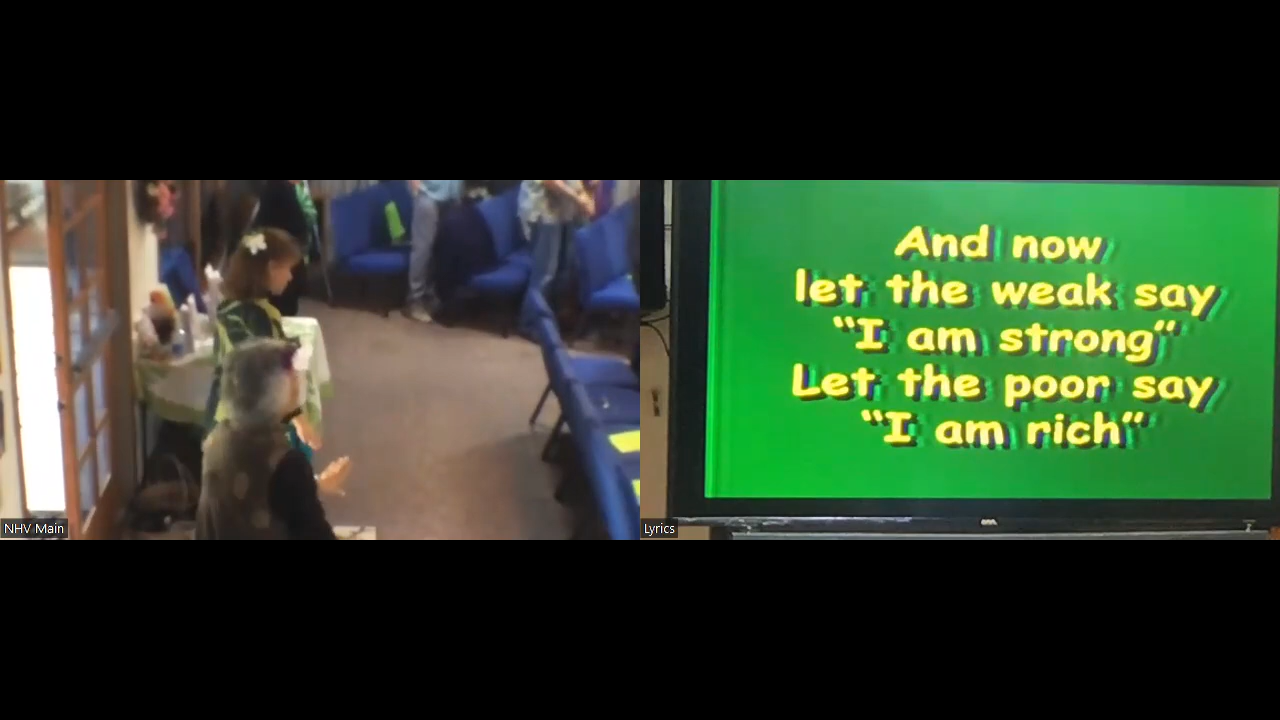 And now
let the weak say
“I am strong”
Let the poor say
“I am rich”
NHV Main
Lyrics